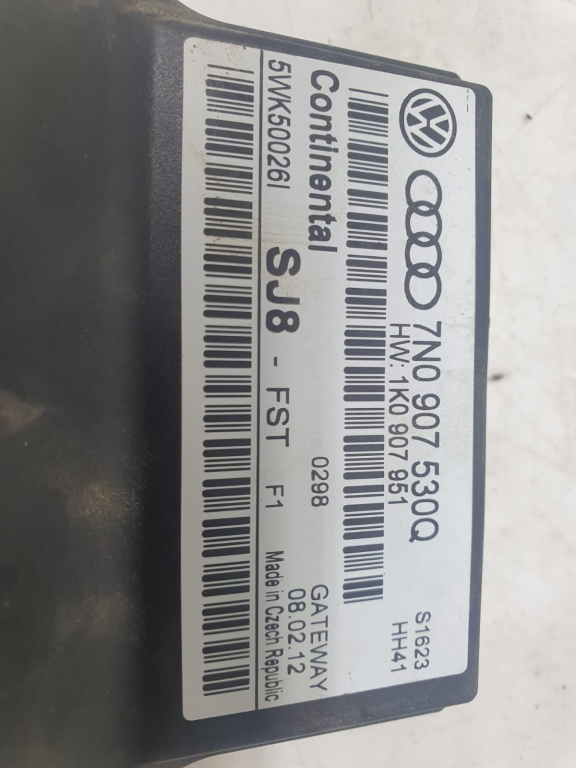 7N0 907 530Q
HW: 1K0 907 951
S1623
HH41
Continental
0298
GATEWAY
08.02.12
5WK50026I
SJ8 - FST F1
Made in Czech Republic